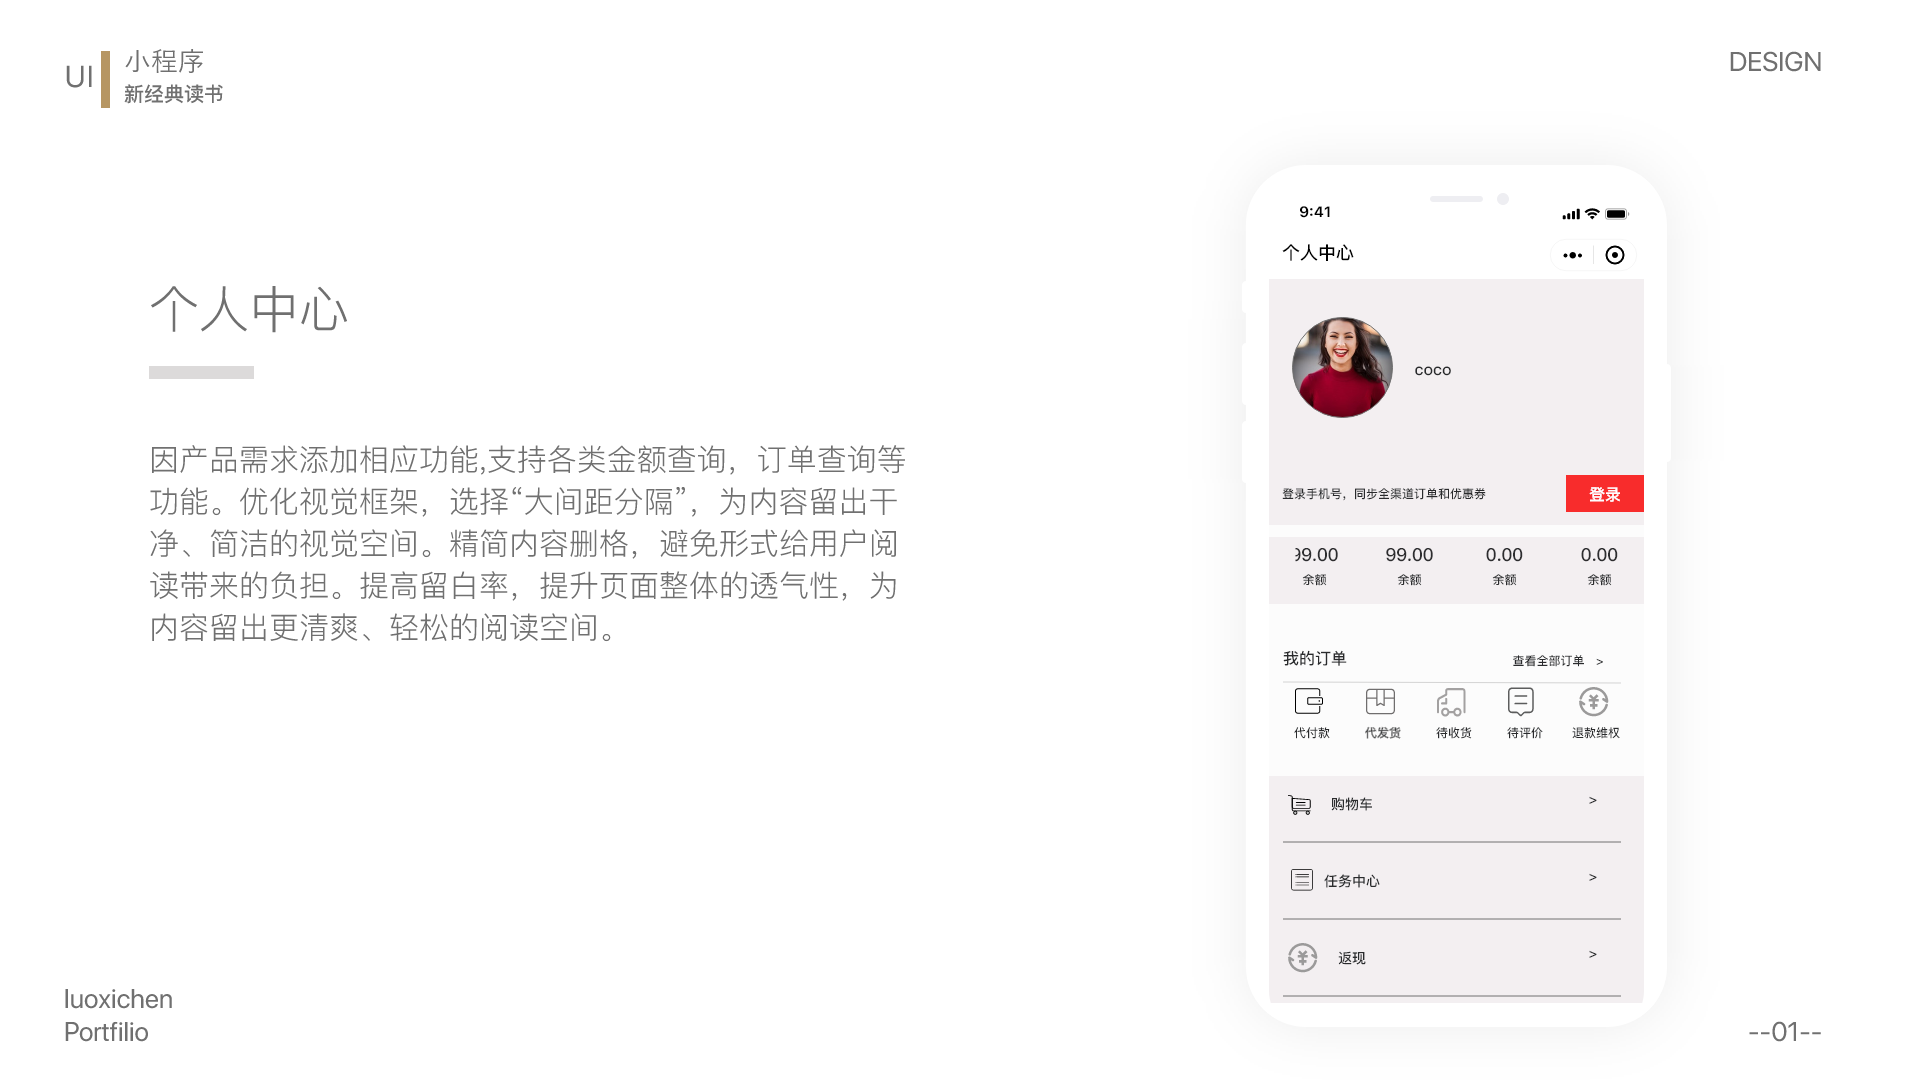 UI
小程序
新经典读书
DESIGN
个人中心
因产品需求添加相应功能,支持各类金额查询，订单查询等
功能。优化视觉框架，选择“大间距分隔”，为内容留出干
净、简洁的视觉空间。精简内容删格，避免形式给用户阅
读带来的负担。提高留白率，提升页面整体的透气性，为
内容留出更清爽、轻松的阅读空间。
9:41
个人中心
coco
登录手机号，同步全渠道订单和优惠券
登录
99.00 99.00 0.00 0.00
余额 余额 余额 余额
我的订单
查看全部订单 >
代付款 代发货 待收货 待评价 退款维权
购物车 >
任务中心 >
返现 >
luoxichen
Portfilio
--01--